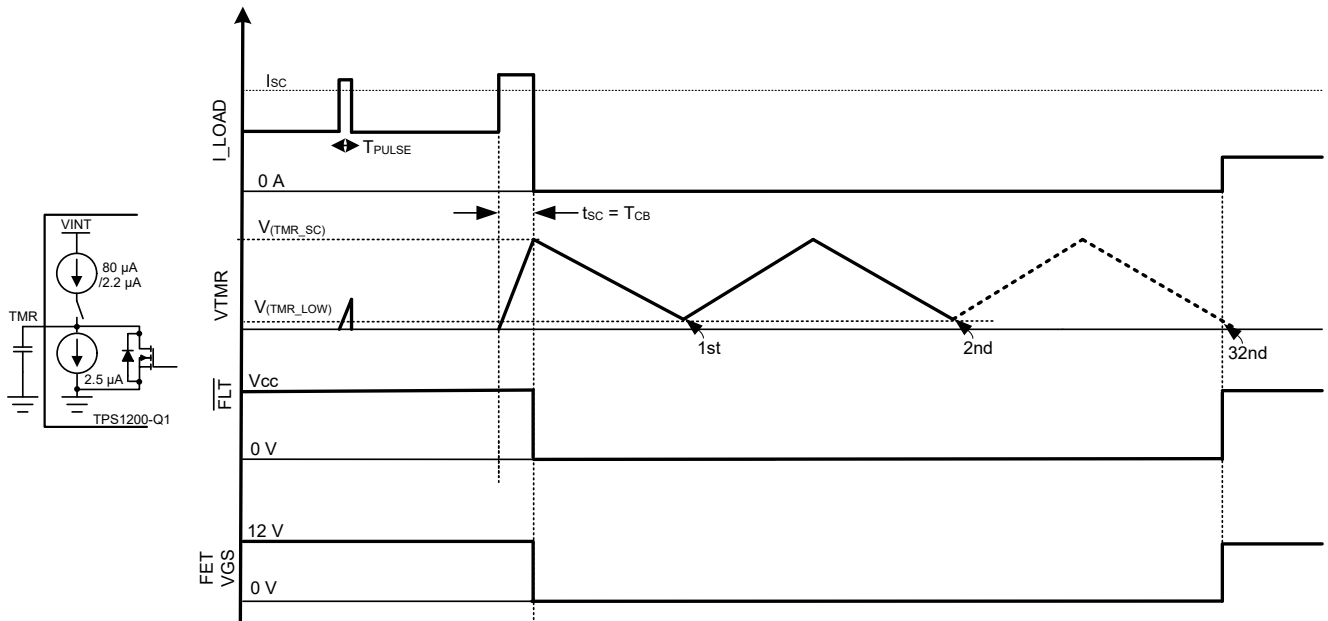 I_LOAD
ISC
TPULSE
0 A
tSC = TCB
VINT
80 µA
/2.2 µA
TMR
2.5 µA
TPS1200-Q1
VTMR
V(TMR_SC)
V(TMR_LOW)
1st
2nd
32nd
FLT
Vcc
0 V
FET
VGS
12 V
0 V